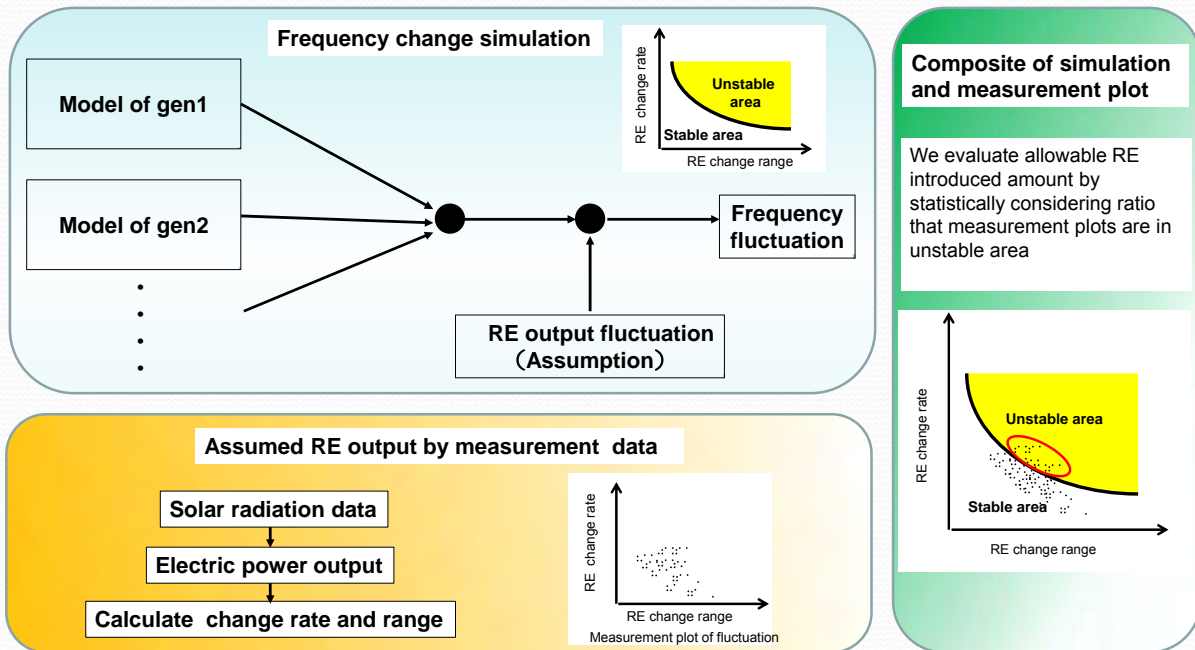 Frequency change simulation
Model of gen1
Model of gen2
RE change rate
Unstable
area
Stable area
RE change range
Frequency
fluctuation
RE output fluctuation
（Assumption）
Assumed RE output by measurement data
Solar radiation data
Electric power output
Calculate change rate and range
RE change rate
RE change range
Measurement plot of fluctuation
Composite of simulation
and measurement plot
We evaluate allowable RE
introduced amount by
statistically considering ratio
that measurement plots are in
unstable area
RE change rate
Unstable area
Stable area
RE change range